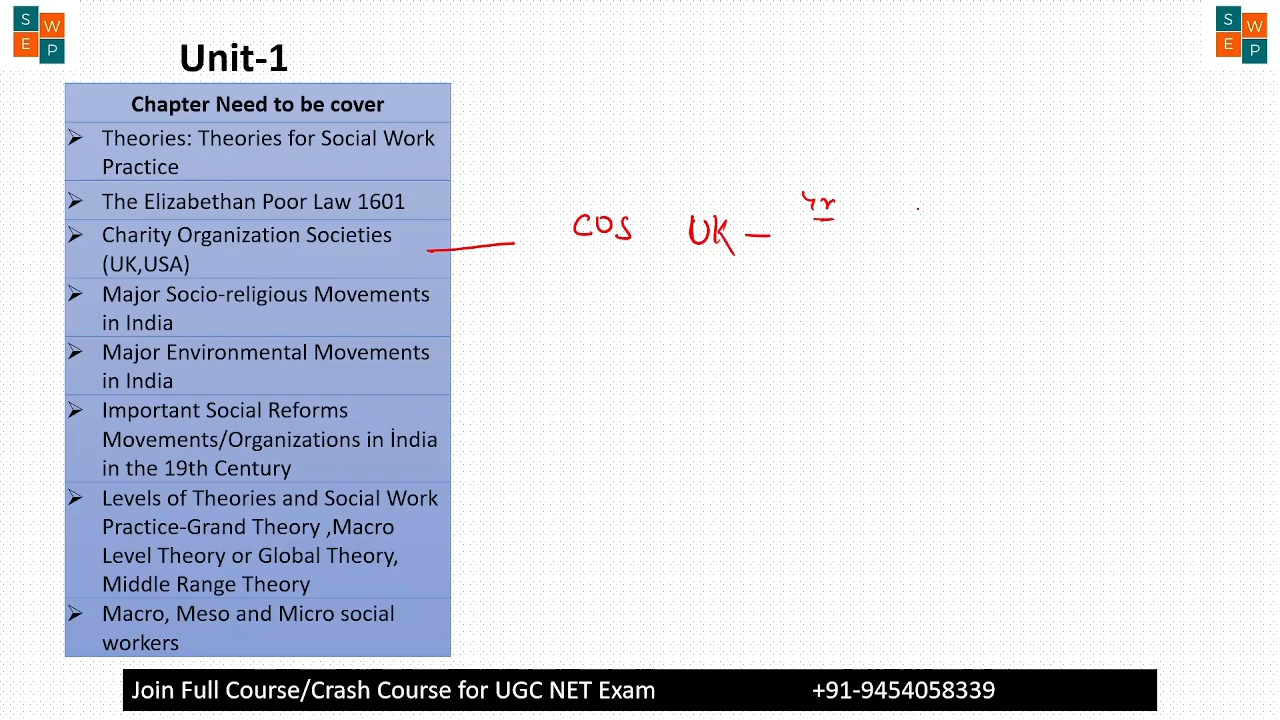 S W
E P
S W
E P
Unit-1
Chapter Need to be cover
➢ Theories: Theories for Social Work
Practice
➢ The Elizabethan Poor Law 1601
➢ Charity Organization Societies
(UK,USA)
➢ Major Socio-religious Movements
in India
➢ Major Environmental Movements
in India
➢ Important Social Reforms
Movements/Organizations in İndia
in the 19th Century
➢ Levels of Theories and Social Work
Practice-Grand Theory ,Macro
Level Theory or Global Theory,
Middle Range Theory
➢ Macro, Meso and Micro social
workers
COS UK –
Join Full Course/Crash Course for UGC NET Exam +91-9454058339